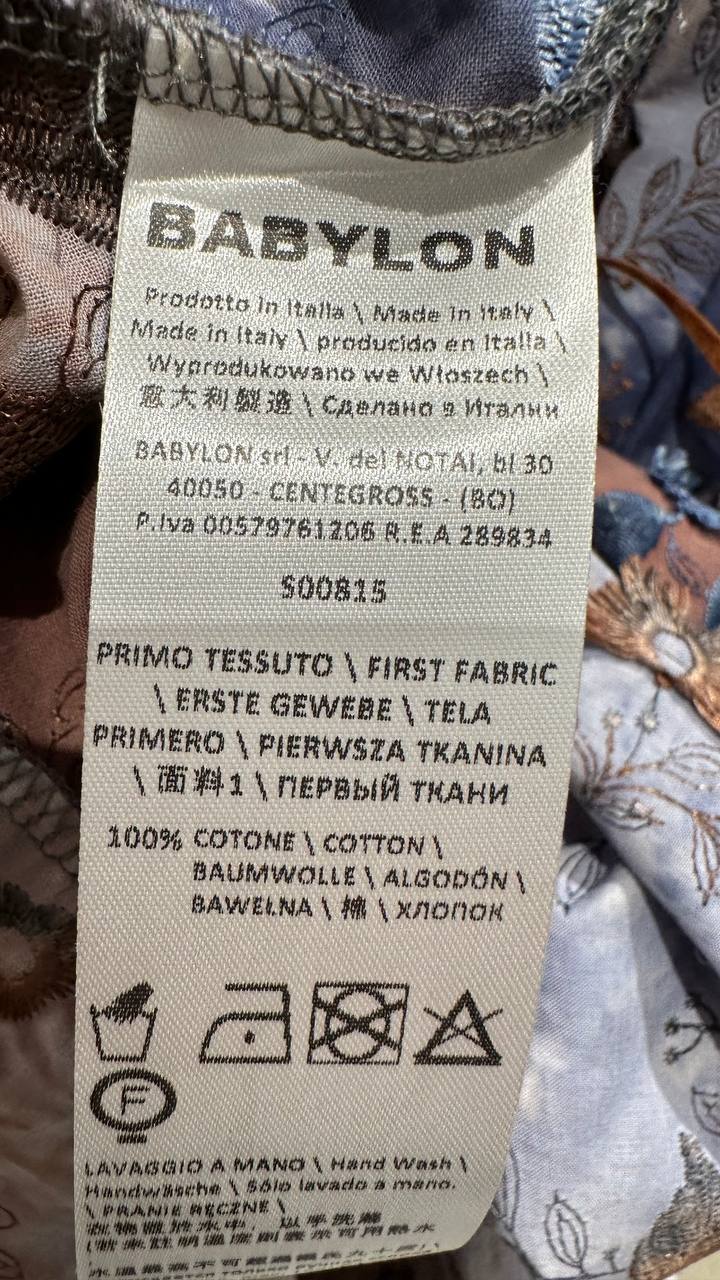 BABYLON
Prodotto in Italia \ Made in Italy \
Made in Italy \ producido en Italia \
Wyprodukowano we Włoszech \
意大利製造 \ Сделано в Италии
BABYLON srl - V. dei NOTAI, bl 30
40050 - CENTEGROSS - (BO)
P.Iva 00579761206 R.E.A 289834
S00815
PRIMO TESSUTO \ FIRST FABRIC
\ ERSTE GEWEBE \ TELA
PRIMERO \ PIERWSZA TKANINA
\ 面料1 \ ПЕРВЫЙ ТКАНИ
100% COTONE \ COTTON \
BAUMWOLLE \ ALGODÓN \
BAWEŁNA \ 棉 \ ХЛОПОК
F
LAVAGGIO A MANO \ Hand Wash \
Handwäsche \ Sólo lavado a mano.
\ PRANIE RĘCZNE \